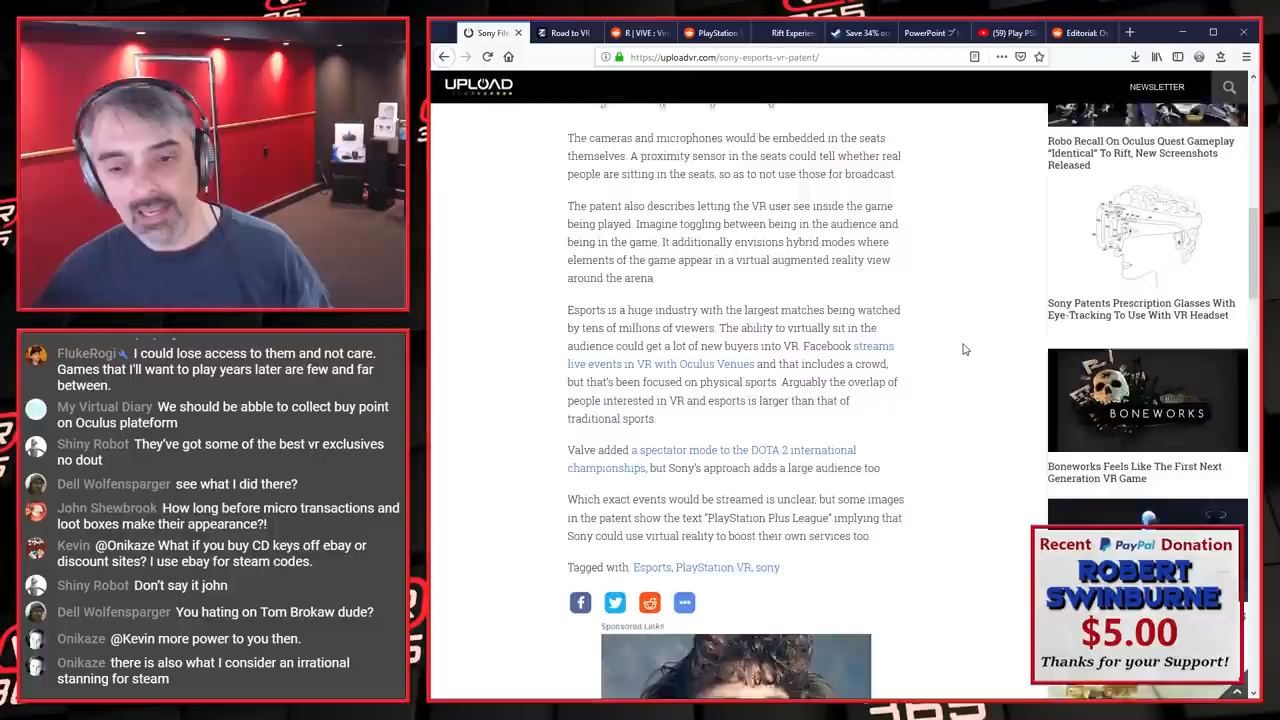 FlukeRogi I could lose access to them and not care.
Games that I'll want to play years later are few and far
between.
My Virtual Diary We should be abble to collect buy point
on Oculus plateform
Shiny Robot They've got some of the best vr exclusives
no dout
Dell Wolfensparger see what I did there?
John Shewbrook How long before micro transactions and
loot boxes make their appearance?!
Kevin @Onikaze What if you buy CD keys off ebay or
discount sites? I use ebay for steam codes.
Shiny Robot Don't say it john
Dell Wolfensparger You hating on Tom Brokaw dude?
Onikaze @Kevin more power to you then.
Onikaze there is also what I consider an irrational
stanning for steam
Sony File
Road to VR
R | VIVE : Vir
PlayStation
Rift Experien
Save 34% on
PowerPoint プ
(59) Play PS
Editorial: Oc
https://uploadvr.com/sony-esports-vr-patent/
UPLOAD
NEWSLETTER
The cameras and microphones would be embedded in the seats
themselves. A proximity sensor in the seats could tell whether real
people are sitting in the seats, so as to not use those for broadcast.
The patent also describes letting the VR user see inside the game
being played. Imagine toggling between being in the audience and
being in the game. It additionally envisions hybrid modes where
elements of the game appear in a virtual augmented reality view
around the arena.
Esports is a huge industry with the largest matches being watched
by tens of millions of viewers. The ability to virtually sit in the
audience could get a lot of new buyers into VR. Facebook streams
live events in VR with Oculus Venues and that includes a crowd,
but that's been focused on physical sports. Arguably the overlap of
people interested in VR and esports is larger than that of
traditional sports.
Valve added a spectator mode to the DOTA 2 international
championships, but Sony's approach adds a large audience too
Which exact events would be streamed is unclear, but some images
in the patent show the text "PlayStation Plus League" implying that
Sony could use virtual reality to boost their own services too.
Tagged with Esports, PlayStation VR, sony
Sponsored Links
Robo Recall On Oculus Quest Gameplay
"Identical" To Rift, New Screenshots
Released
Sony Patents Prescription Glasses With
Eye-Tracking To Use With VR Headset
BONEWORKS
Boneworks Feels Like The First Next
Generation VR Game
Recent PayPal Donation
ROBERT
SWINBURNE
$5.00
Thanks for your Support!
365